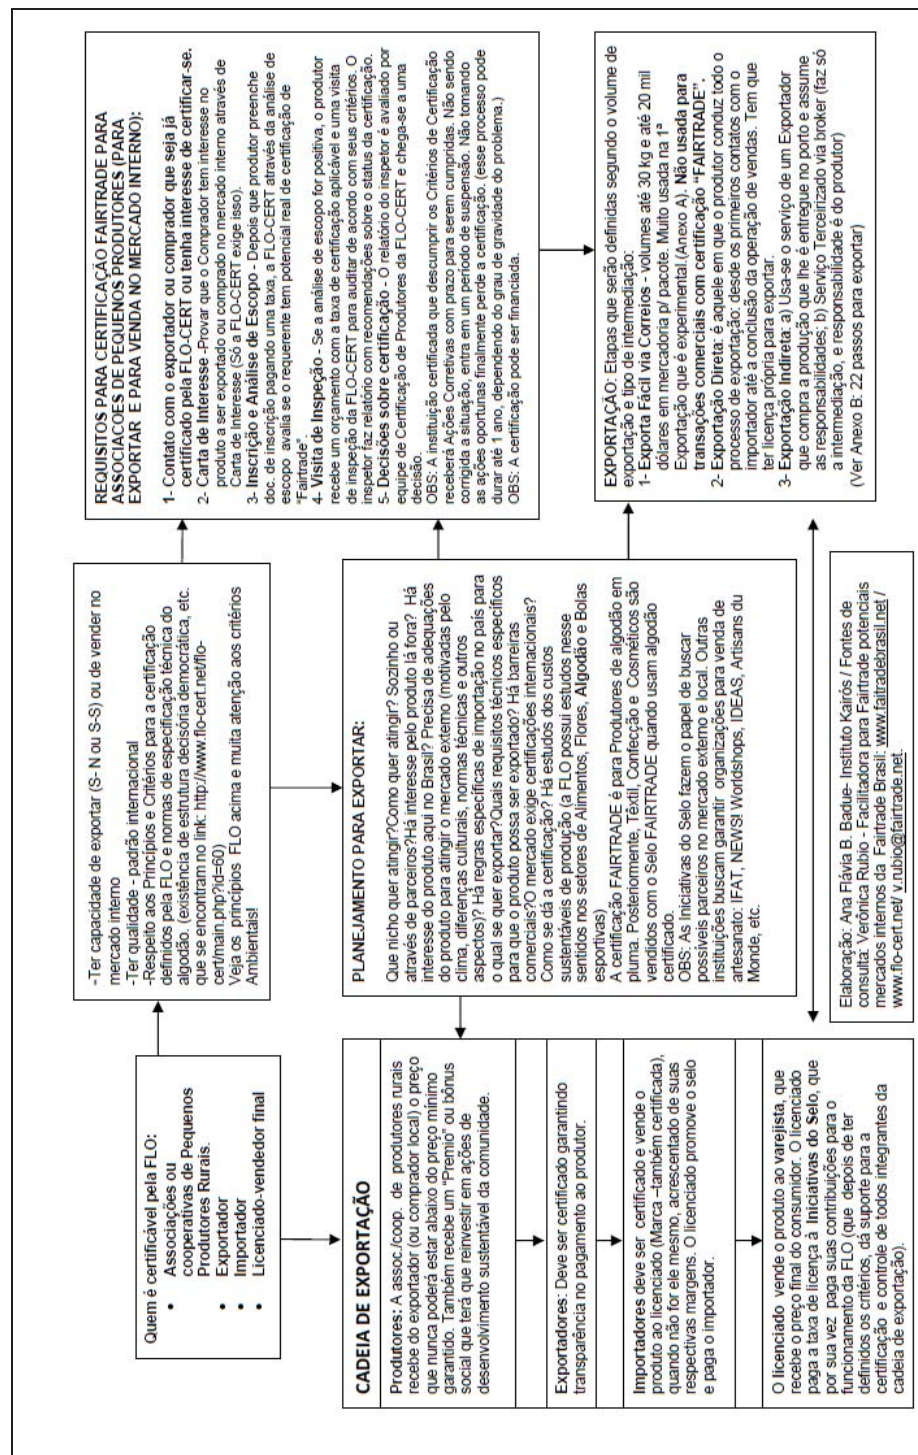 Quem é certificável pela FLO:
• Associações ou
cooperativas de Pequenos
Produtores Rurais.
• Exportador
• Importador
• Licenciado-vendedor final
-Ter capacidade de exportar (S- N ou S-S) ou de vender no
mercado interno
-Ter qualidade - padrão internacional
-Respeito aos Princípios e Critérios para a certificação
definidos pela FLO e normas de especificação técnica do
algodão. (existência de estrutura decisória democrática, etc.
que se encontram no link: http://www.flo-
cert.net/flo-cert/main.php?id=60)
Veja os princípios FLO acima e muita atenção aos critérios
Ambientais!
REQUISITOS PARA CERTIFICAÇÃO FAIRTRADE PARA
ASSOCIACOES DE PEQUENOS PRODUTORES (PARA
EXPORTAR E PARA VENDA NO MERCADO INTERNO):
1- Contato com o exportador ou comprador que seja já
certificado pela FLO-CERT ou tenha interesse de certificar-se.
2- Carta de Interesse -Provar que o Comprador tem interesse no
produto a ser exportado ou comprado no mercado interno através de
Carta de Interesse (Só a FLO-CERT exige isso).
3- Inscrição e Análise de Escopo - Depois que produtor preenche
doc. de inscrição pagando uma taxa, a FLO-CERT através da análise de
escopo avalia se o requerente tem potencial real de certificação de
"Fairtrade".
4- Visita de Inspeção - Se a análise de escopo for positiva, o produtor
recebe um orçamento com a taxa de certificação aplicável e uma visita
de inspeção da FLO-CERT para auditar de acordo com seus critérios. O
inspetor faz relatório com recomendações sobre o status da certificação.
5- Decisões sobre certificação - O relatório do inspetor é avaliado por
equipe de Certificação de Produtores da FLO-CERT e chega-se a uma
decisão.
OBS: A instituição certificada que descumprir os Critérios de Certificação
receberá Ações Corretivas com prazo para serem cumpridas. Não sendo
corrigida a situação, entra em um período de suspensão. Não tomando
as ações oportunas finalmente perde a certificação. (esse processo pode
durar até 1 ano, dependendo do grau de gravidade do problema.)
OBS: A certificação pode ser financiada.
CADEIA DE EXPORTAÇÃO
Produtores: A assoc./coop. de produtores rurais
recebe do exportador (ou comprador local) o preço
que nunca poderá estar abaixo do preço mínimo
garantido. Também recebe um "Premio" ou bônus
social que terá que reinvestir em ações de
desenvolvimento sustentável da comunidade.
Exportadores: Deve ser certificado garantindo
transparência no pagamento ao produtor.
Importadores deve ser certificado e vende o
produto ao licenciado (Marca –também certificada),
quando não for ele mesmo, acrescentado de suas
respectivas margens. O licenciado promove o selo
e paga o importador.
O licenciado vende o produto ao varejista, que
recebe o preço final do consumidor. O licenciado
paga a taxa de licença à Iniciativas do Selo, que
por sua vez paga suas contribuições para o
funcionamento da FLO (que depois de ter
definidos os critérios, dá suporte para a
certificação e controle de todos integrantes da
cadeia de exportação).
PLANEJAMENTO PARA EXPORTAR:
Que nicho quer atingir?Como quer atingir? Sozinho ou
através de parceiros?Há interesse pelo produto lá fora? Há
interesse do produto aqui no Brasil? Precisa de adequações
do produto para atingir o mercado externo (motivadas pelo
clima, diferenças culturais, normas técnicas e outros
aspectos)? Há regras específicas de importação no país para
o qual se quer exportar?Quais requisitos técnicos específicos
para que o produto possa ser exportado? Há barreiras
comerciais?O mercado exige certificações internacionais?
Como se dá a certificação? Há estudos dos custos
sustentáveis de produção (a FLO possui estudos nesse
sentidos nos setores de Alimentos, Flores, Algodão e Bolas
esportivas)
A certificação FAIRTRADE é para Produtores de algodão em
pluma. Posteriormente, Têxtil, Confecção e Cosméticos são
vendidos com o Selo FAIRTRADE quando usam algodão
certificado.
OBS: As Iniciativas do Selo fazem o papel de buscar
possíveis parceiros no mercado externo e local. Outras
instituições buscam garantir organizações para venda de
artesanato: IFAT, NEWS! Worldshops, IDEAS, Artisans du
Monde, etc.
EXPORTAÇÃO: Etapas que serão definidas segundo o volume de
exportação e tipo de intermediação:
1- Exporta Fácil via Correios - volumes até 30 kg e até 20 mil
dólares em mercadoria p/ pacote. Muito usada na 1ª
Exportação que é experimental.(Anexo A). Não usada para
transações comerciais com certificação "FAIRTRADE".
2- Exportação Direta: é aquele em que o produtor conduz todo o
processo de exportação: desde os primeiros contatos com o
importador até a conclusão da operação de vendas. Tem que
ter licença própria para exportar.
3- Exportação Indireta: a) Usa-se o serviço de um Exportador
que compra a produção que lhe é entregue no porto e assume
as responsabilidades; b) Serviço Terceirizado via broker (faz só
a intermediação, e responsabilidade é do produtor)
(Ver Anexo B: 22 passos para exportar)
Elaboração: Ana Flávia B. Badue- Instituto Kairós / Fontes de
consulta: Verônica Rubio - Facilitadora para Fairtrade potenciais
mercados internos da Fairtrade Brasil: www.faitradebrasil.net /
www.flo-cert.net/ v.rubio@fairtrade.net.